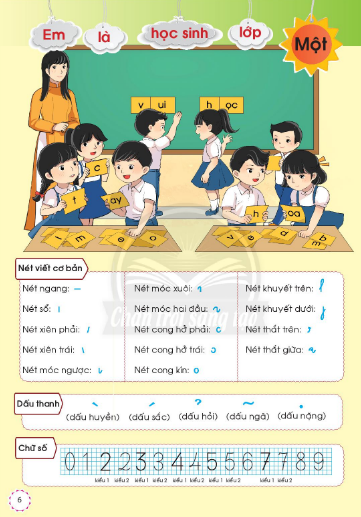 Em là học sinh lớp Một
v ui h ọc
c
t ay h oa
m e o v e d b m
Nét viết cơ bản
Nét ngang: Nét móc xuôi: Nét khuyết trên:
Nét sổ: Nét móc hai đầu: Nét khuyết dưới:
Nét xiên phải: Nét cong hở phải: Nét thắt trên:
Nét xiên trái: Nét cong hở trái: Nét thắt giữa:
Nét móc ngược: Nét cong kín:
Chân trời sáng tạo
Dấu thanh
(dấu huyền) (dấu sắc) (dấu hỏi) (dấu ngã) (dấu nặng)
Chữ số
0 1 2 2 3 3 4 4 5 5 6 6 7 7 8 9
kiểu 1 kiểu 2 kiểu 1 kiểu 2 kiểu 1 kiểu 2 kiểu 1 kiểu 2 kiểu 1 kiểu 2
6